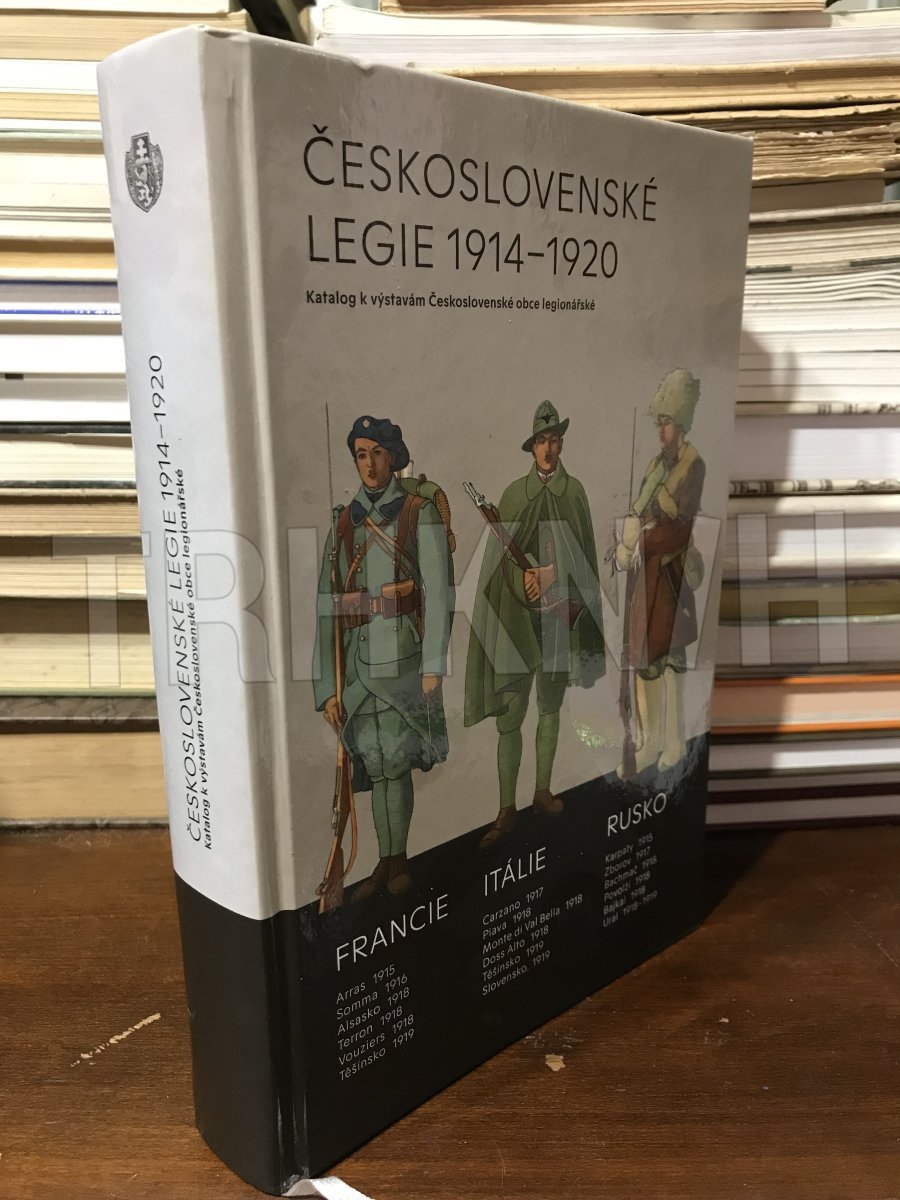 ČESKOSLOVENSKÉ
LEGIE 1914–1920
Katalog k výstavám Československé obce legionářské
ČESKOSLOVENSKÉ LEGIE 1914–1920
Katalog k výstavám Československé obce legionářské
TRHKNIH
FRANCIE
Arras 1915
Somma 1916
Alsasko 1918
Terron 1918
Vouziers 1918
Těšínsko 1919
ITÁLIE
Carzano 1917
Piava 1918
Monte di Val Bella 1918
Doss Alto 1918
Těšínsko 1919
Slovensko 1919
RUSKO
Karpaty 1915
Zborov 1917
Bachmač 1918
Povolží 1918
Bajkal 1918
Ural 1918–1919